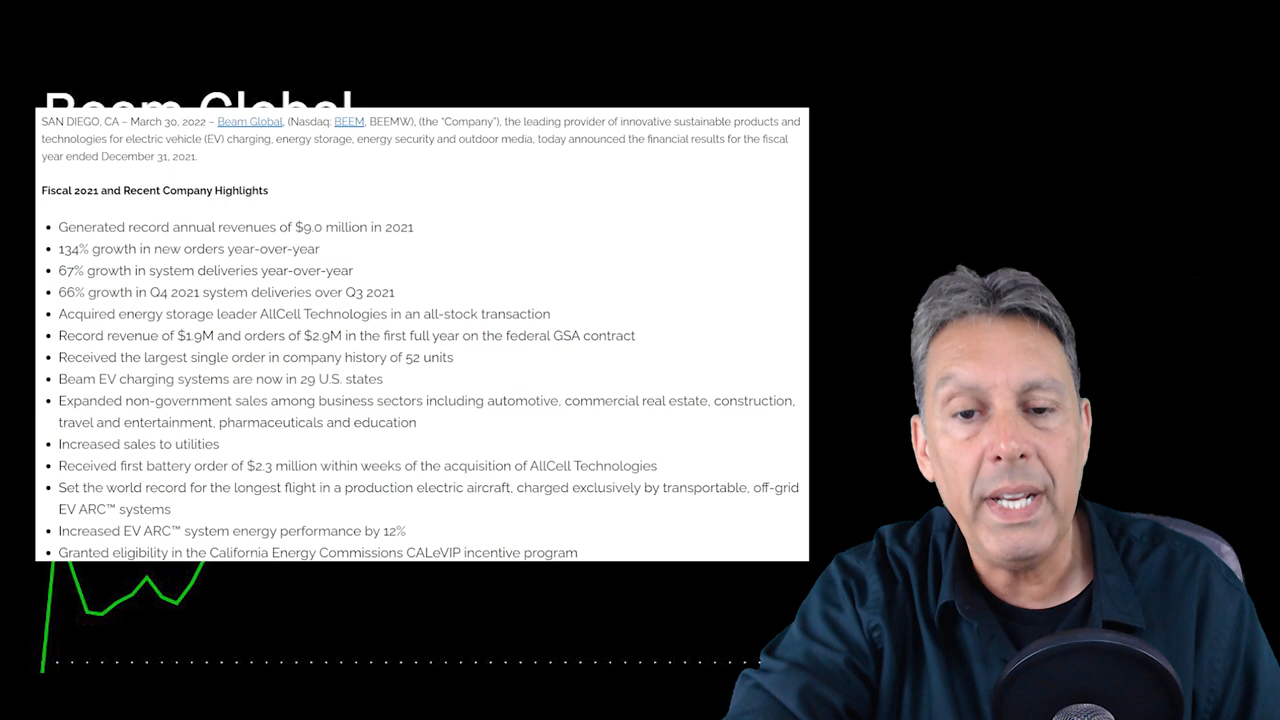 Beam Global
SAN DIEGO, CA – March 30, 2022 – Beam Global, (Nasdaq: BEEM, BEEMW), (the “Company”), the leading provider of innovative sustainable products and
technologies for electric vehicle (EV) charging, energy storage, energy security and outdoor media, today announced the financial results for the fiscal
year ended December 31, 2021.
Fiscal 2021 and Recent Company Highlights
• Generated record annual revenues of $9.0 million in 2021
• 134% growth in new orders year-over-year
• 67% growth in system deliveries year-over-year
• 66% growth in Q4 2021 system deliveries over Q3 2021
• Acquired energy storage leader AllCell Technologies in an all-stock transaction
• Record revenue of $1.9M and orders of $2.9M in the first full year on the federal GSA contract
• Received the largest single order in company history of 52 units
• Beam EV charging systems are now in 29 U.S. states
• Expanded non-government sales among business sectors including automotive, commercial real estate, construction,
travel and entertainment, pharmaceuticals and education
• Increased sales to utilities
• Received first battery order of $2.3 million within weeks of the acquisition of AllCell Technologies
• Set the world record for the longest flight in a production electric aircraft, charged exclusively by transportable, off-grid
EV ARC™ systems
• Increased EV ARC™ system energy performance by 12%
• Granted eligibility in the California Energy Commissions CALeVIP incentive program